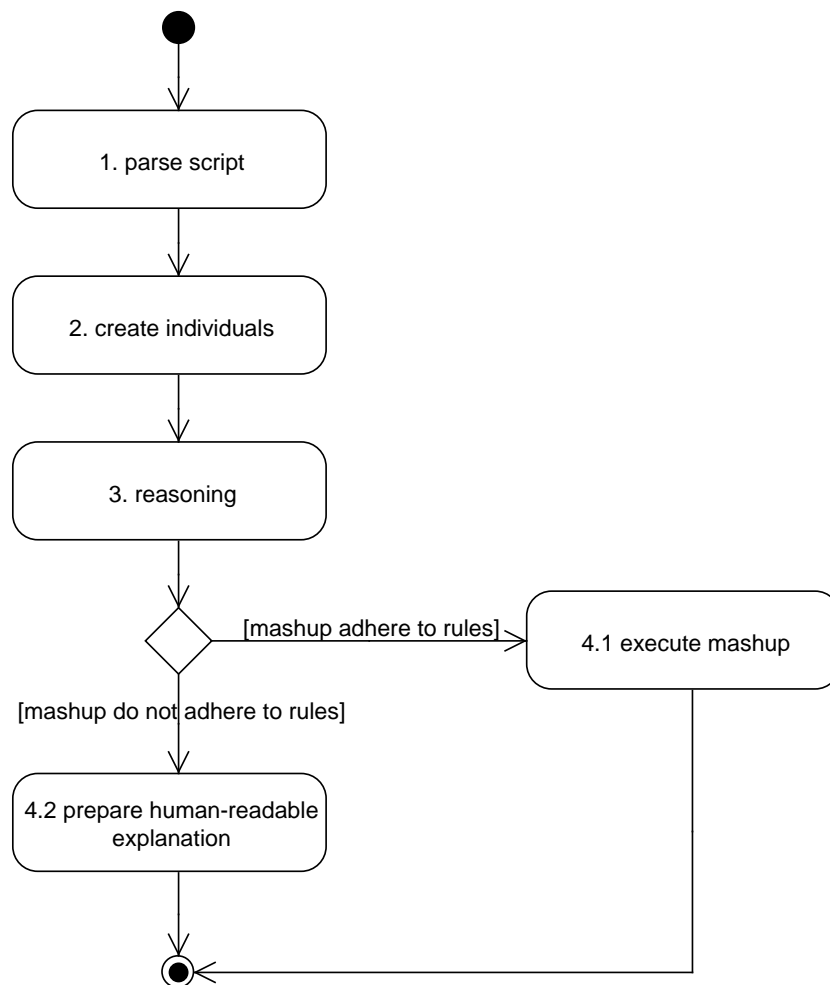 1. parse script
2. create individuals
3. reasoning
[mashup adhere to rules]
4.1 execute mashup
[mashup do not adhere to rules]
4.2 prepare human-readable
explanation